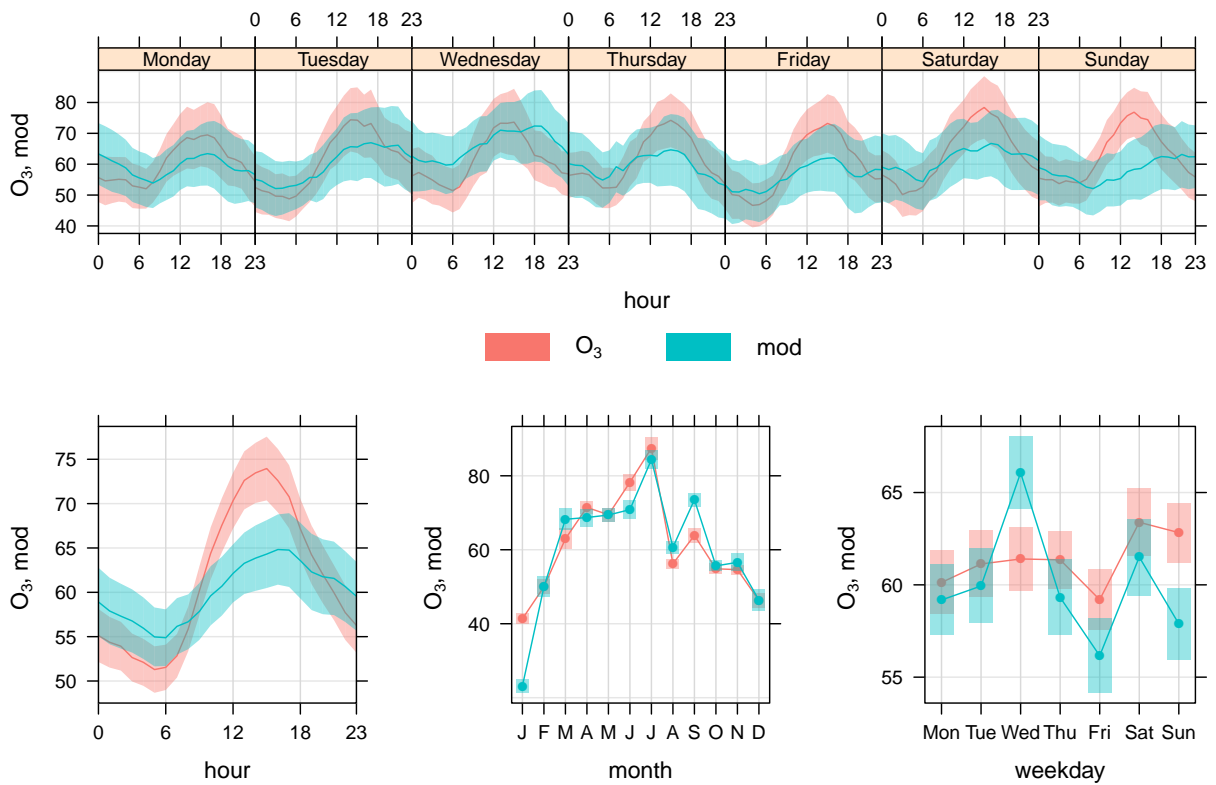 0 6 12 18 23 0 6 12 18 23 0 6 12 18 23
Monday Tuesday Wednesday Thursday Friday Saturday Sunday
80
70
60
50
40
O₃, mod
0 6 12 18 23 0 6 12 18 23 0 6 12 18 23 0 6 12 18 23
hour
O₃ mod
75
70
65
60
55
50
O₃, mod
0 6 12 18 23
hour
80
60
40
O₃, mod
J F M A M J J A S O N D
month
65
60
55
O₃, mod
Mon Tue Wed Thu Fri Sat Sun
weekday